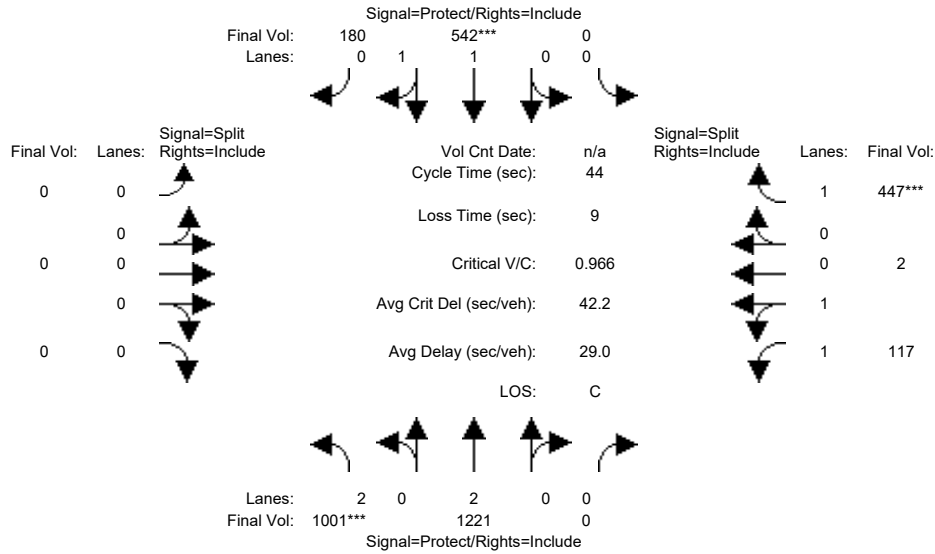 Signal=Protect/Rights=Include
Final Vol: 180 542*** 0
Lanes: 0 1 1 0 0
Signal=Split Signal=Split
Final Vol: Lanes: Rights=Include Vol Cnt Date: n/a Rights=Include Lanes: Final Vol:
Cycle Time (sec): 44
0 0 1 447***
Loss Time (sec): 9
0 0
0 0 Critical V/C: 0.966 0 2
0 Avg Crit Del (sec/veh): 42.2 1
0 0 Avg Delay (sec/veh): 29.0 1 117
LOS: C
Lanes: 2 0 2 0 0
Final Vol: 1001*** 1221 0
Signal=Protect/Rights=Include